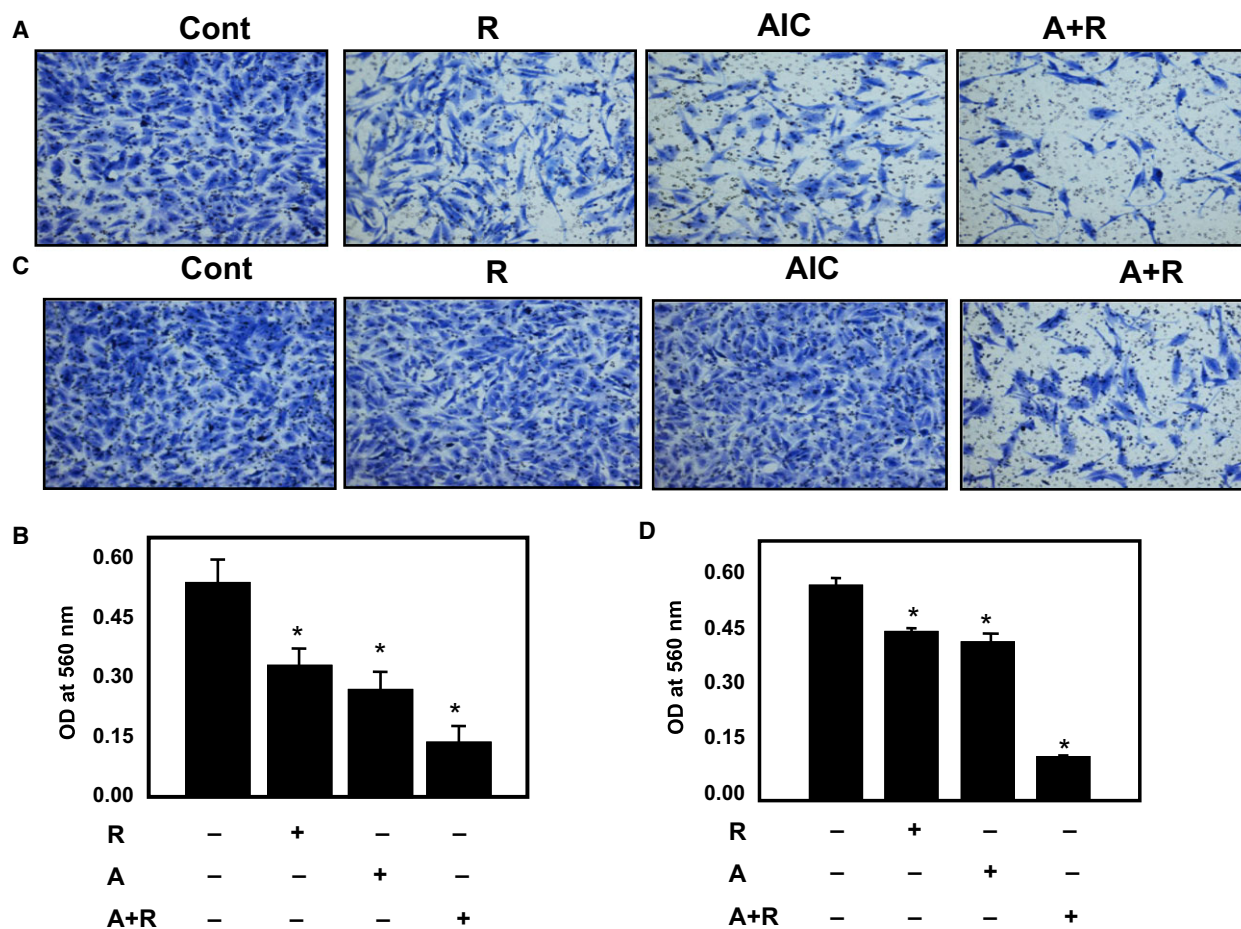 A Cont R AIC A+R
C Cont R AIC A+R
B
OD at 560 nm
0.60
0.45
0.30
0.15
0.00
* * *
R – + – –
A – – + –
A+R – – – +
D
OD at 560 nm
0.60
0.45
0.30
0.15
0.00
* * *
R – + – –
A – – + –
A+R – – – +